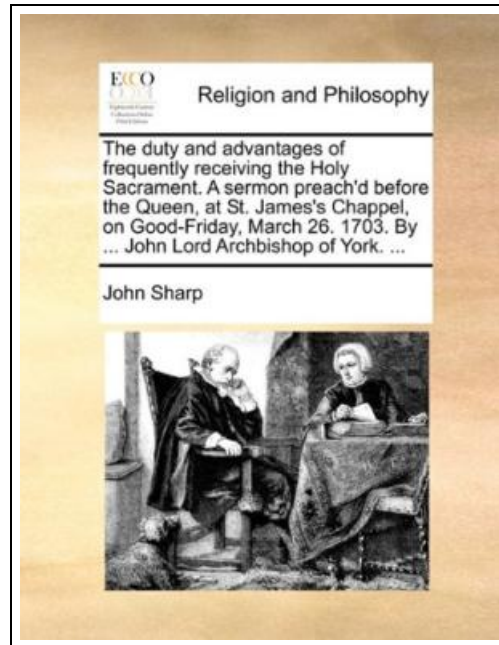 ECCO
Religion and Philosophy
The duty and advantages of
frequently receiving the Holy
Sacrament. A sermon preach'd before
the Queen, at St. James's Chappel,
on Good-Friday, March 26. 1703. By
... John Lord Archbishop of York. ...
John Sharp